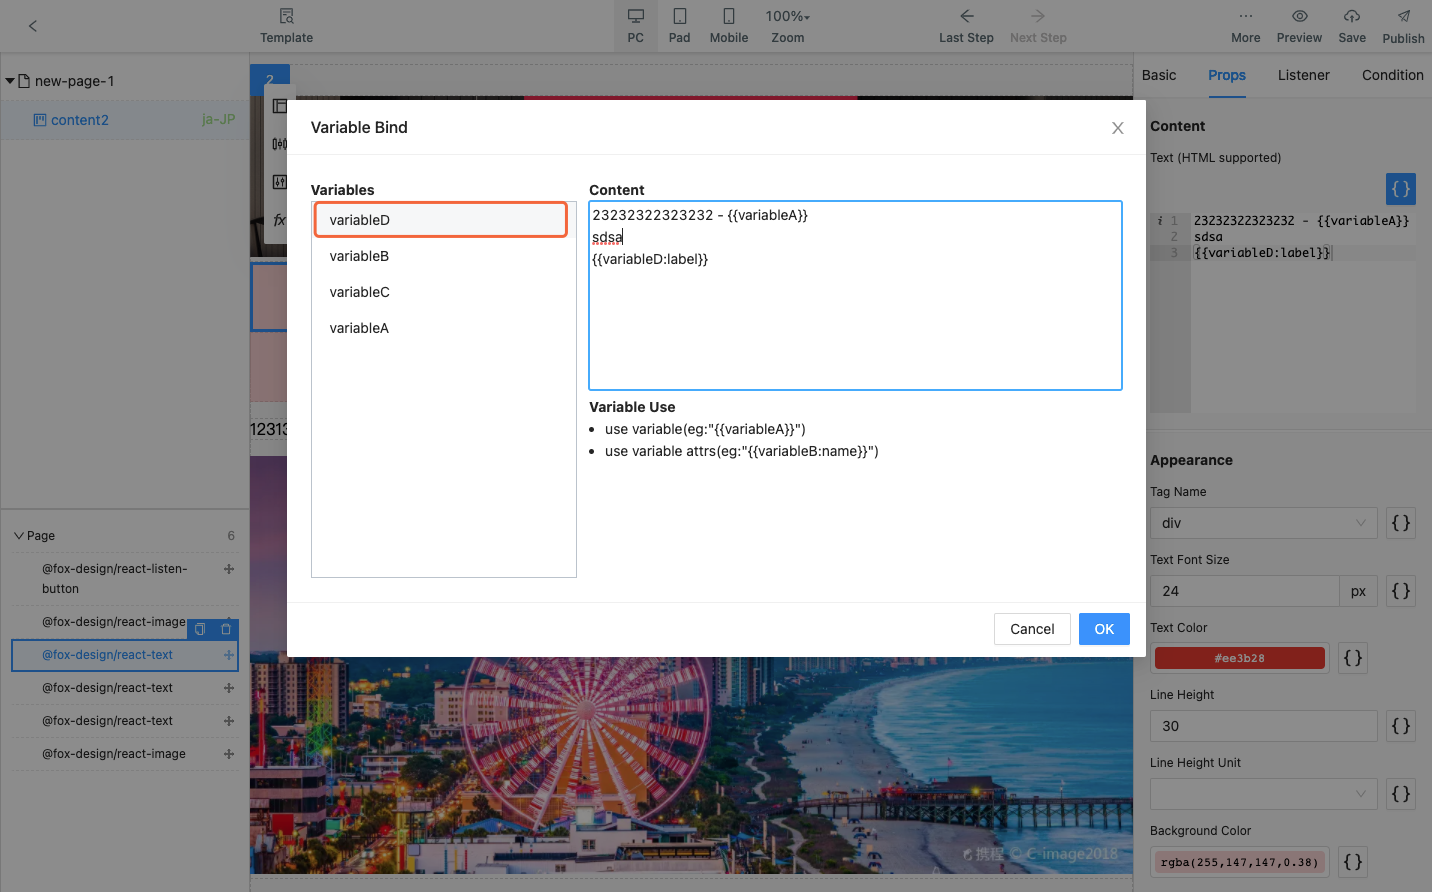 Template
PC
Pad
Mobile
100%
Zoom
Last Step
Next Step
More
Preview
Save
Publish
new-page-1
content2
ja-JP
2
fx
12313
Page
6
@fox-design/react-listen-
button
@fox-design/react-image
@fox-design/react-text
@fox-design/react-text
@fox-design/react-text
@fox-design/react-image
Variable Bind
Variables
variableD
variableB
variableC
variableA
Content
23232322323232 - {{variableA}}
sdsa
{{variableD:label}}
Variable Use
use variable(eg:"{{variableA}}")
use variable attrs(eg:"{{variableB:name}}")
Cancel
OK
携程 © C-image2018
Basic
Props
Listener
Condition
Content
Text (HTML supported)
{}
i 1 23232322323232 - {{variableA}}
2 sdsa
3 {{variableD:label}}
Appearance
Tag Name
div
{}
Text Font Size
24
px
{}
Text Color
#ee3b28
{}
Line Height
30
{}
Line Height Unit
{}
Background Color
rgba(255,147,147,0.38)
{}